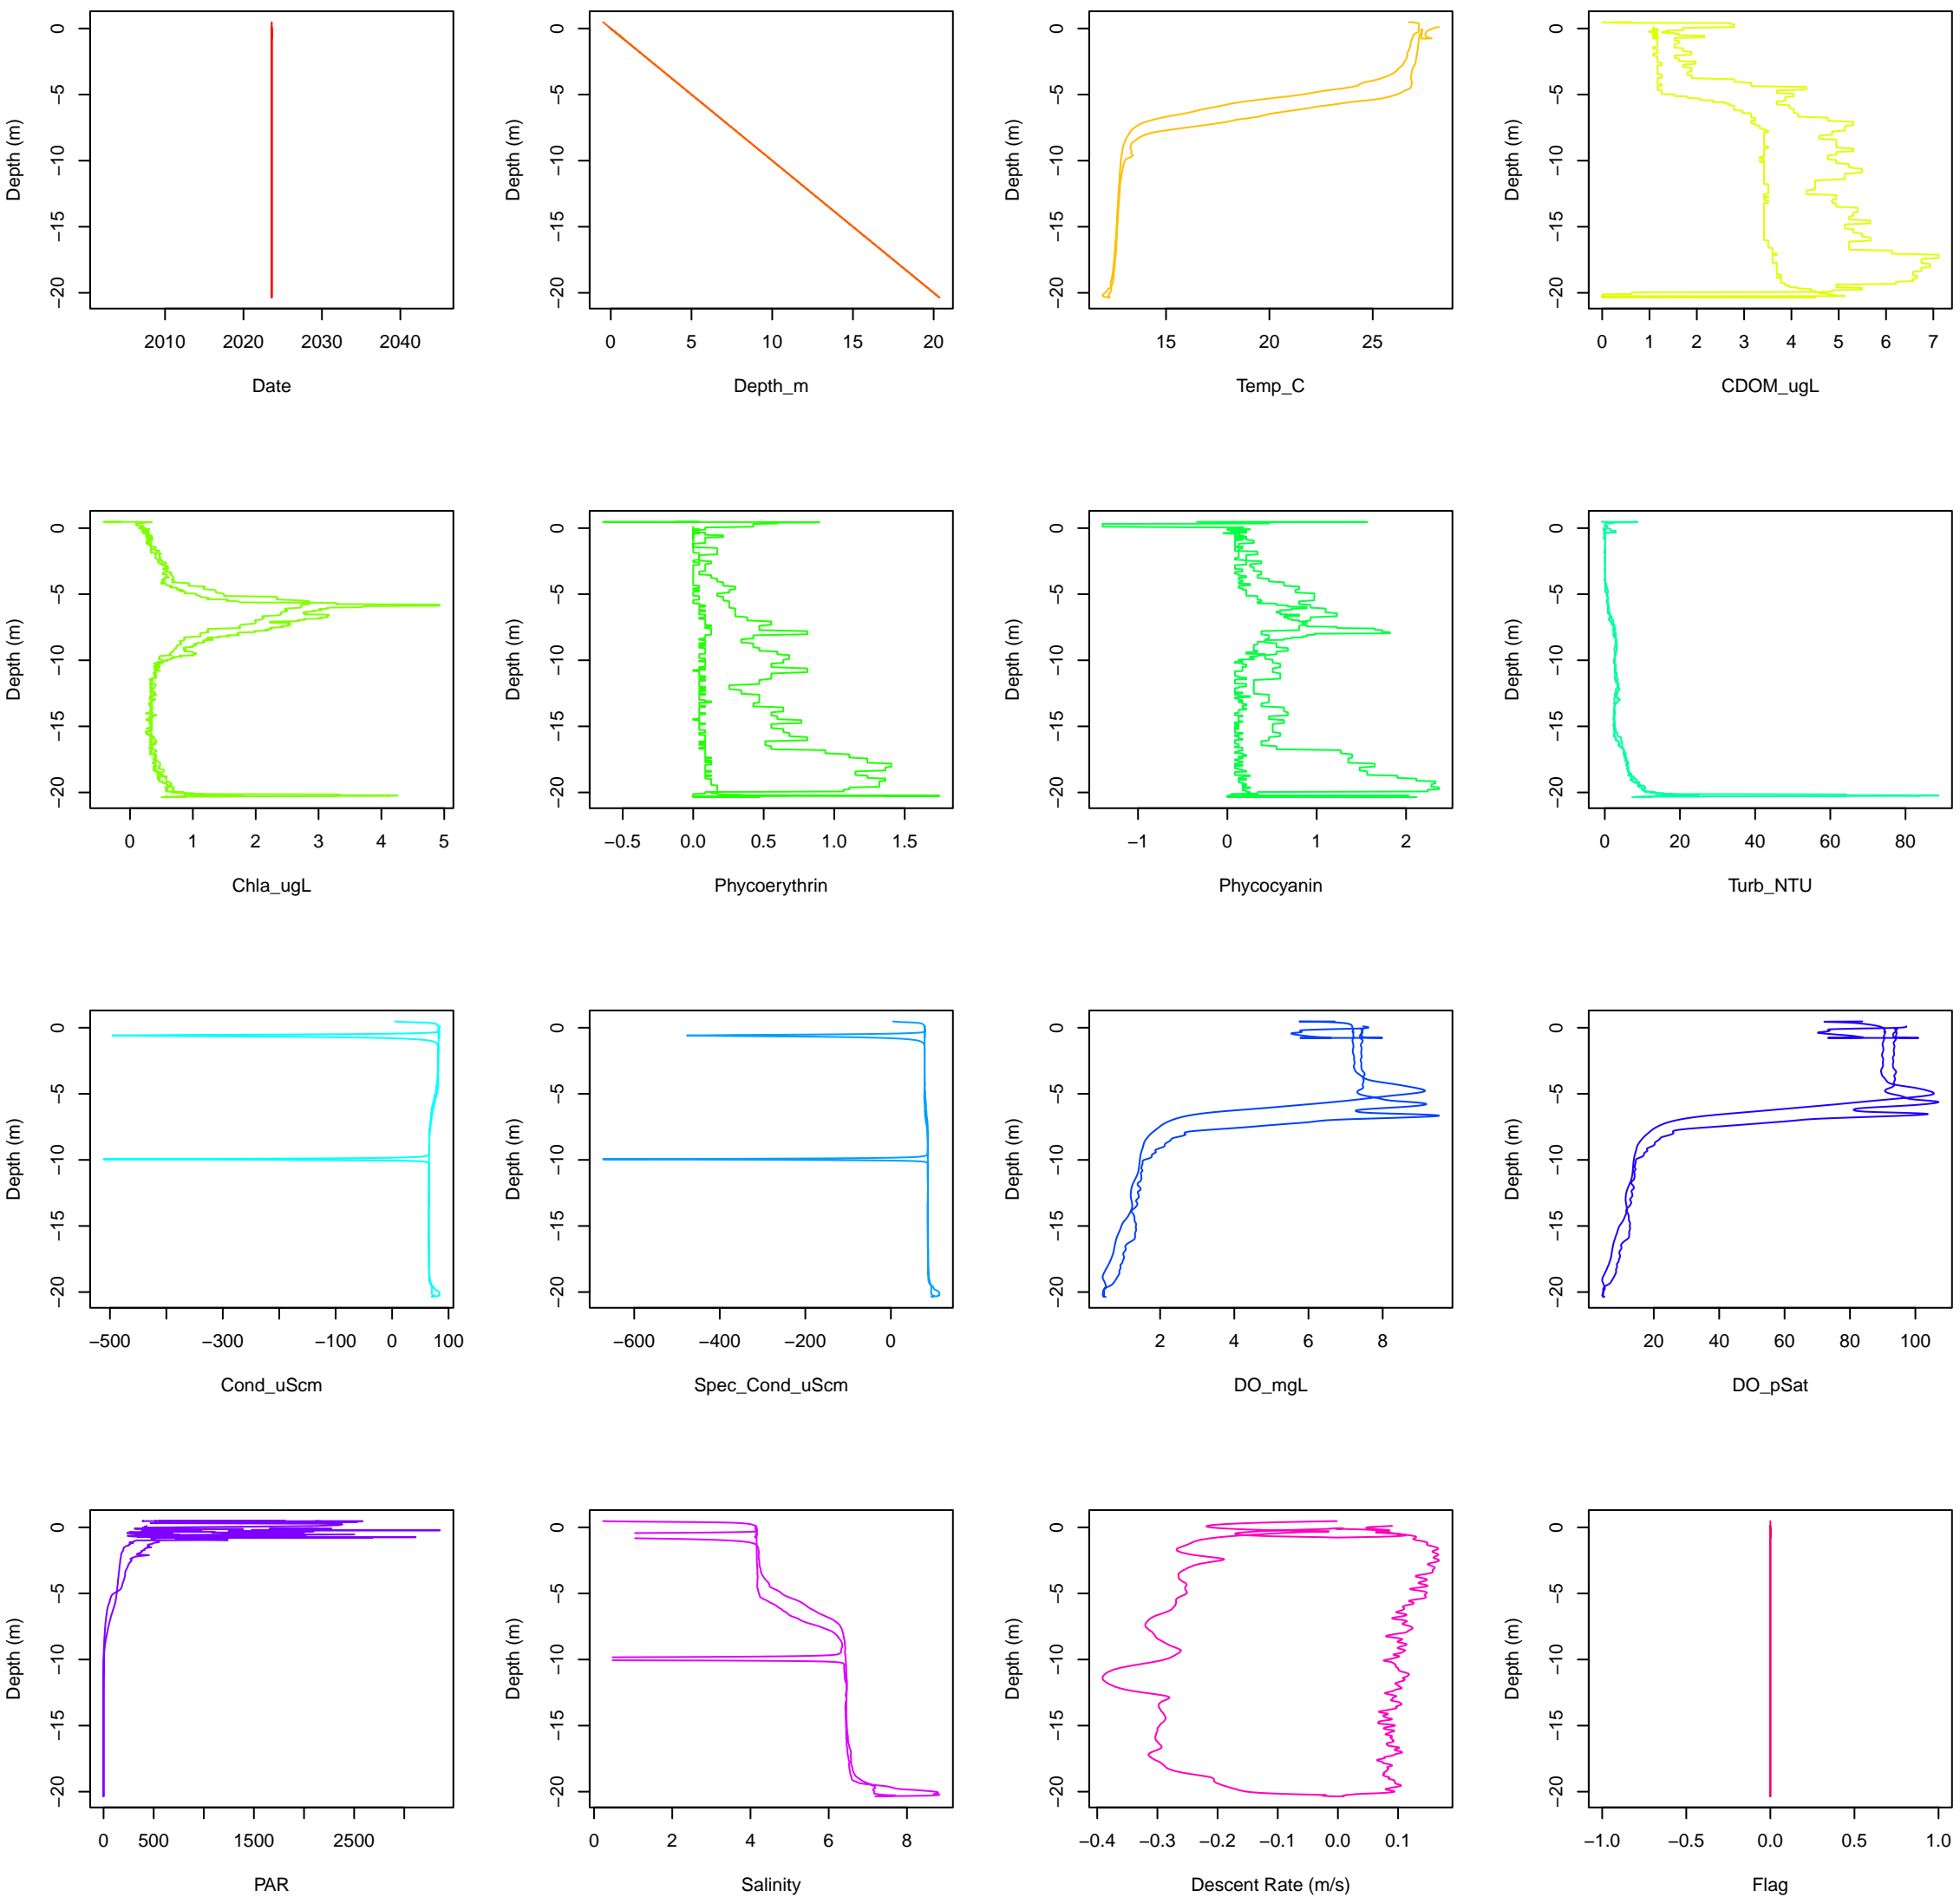 Depth (m)
−20 −15 −10 −5 0
2010 2020 2030 2040
Date
Depth (m)
−20 −15 −10 −5 0
0 5 10 15 20
Depth_m
Depth (m)
−20 −15 −10 −5 0
15 20 25
Temp_C
Depth (m)
−20 −15 −10 −5 0
0 1 2 3 4 5 6 7
CDOM_ugL
Depth (m)
−20 −15 −10 −5 0
0 1 2 3 4 5
Chla_ugL
Depth (m)
−20 −15 −10 −5 0
−0.5 0.0 0.5 1.0 1.5
Phycoerythrin
Depth (m)
−20 −15 −10 −5 0
−1 0 1 2
Phycocyanin
Depth (m)
−20 −15 −10 −5 0
0 20 40 60 80
Turb_NTU
Depth (m)
−20 −15 −10 −5 0
−500 −300 −100 0 100
Cond_uScm
Depth (m)
−20 −15 −10 −5 0
−600 −400 −200 0
Spec_Cond_uScm
Depth (m)
−20 −15 −10 −5 0
2 4 6 8
DO_mgL
Depth (m)
−20 −15 −10 −5 0
20 40 60 80 100
DO_pSat
Depth (m)
−20 −15 −10 −5 0
0 500 1500 2500
PAR
Depth (m)
−20 −15 −10 −5 0
0 2 4 6 8
Salinity
Depth (m)
−20 −15 −10 −5 0
−0.4 −0.3 −0.2 −0.1 0.0 0.1
Descent Rate (m/s)
Depth (m)
−20 −15 −10 −5 0
−1.0 −0.5 0.0 0.5 1.0
Flag